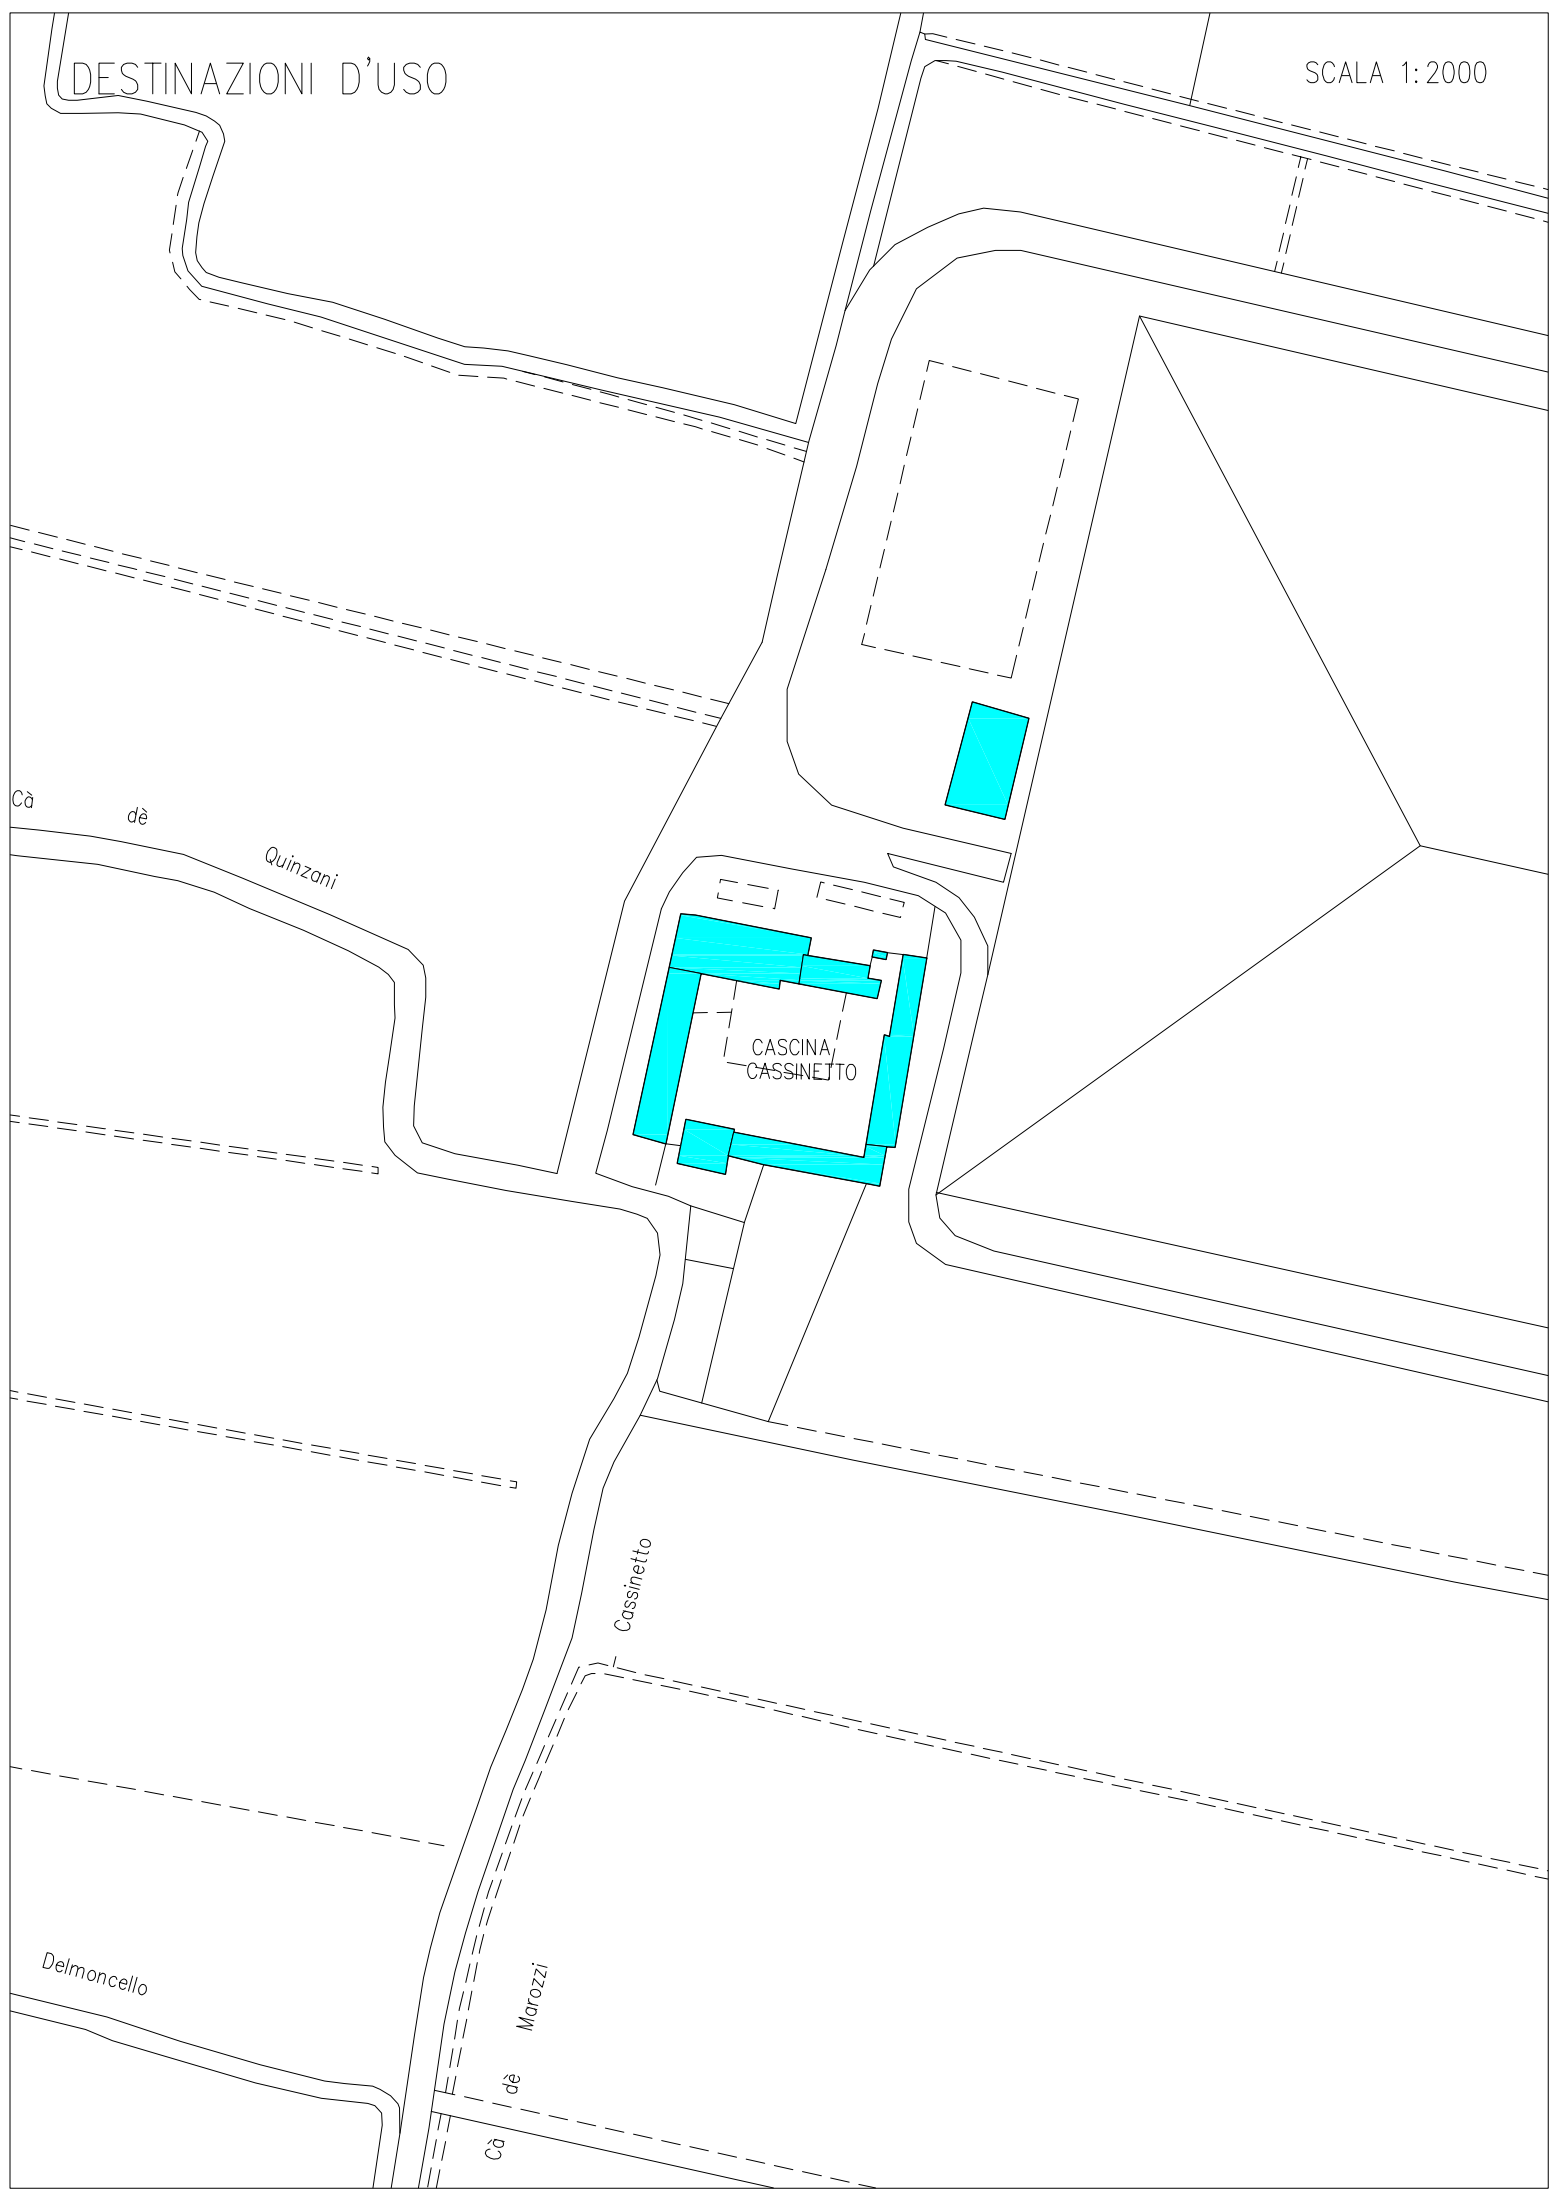 DESTINAZIONI D'USO
SCALA 1:2000
Cà dè Quinzani
CASCINA
CASSINETTO
Cassinetto
Delmoncello
Cà dè Marozzi